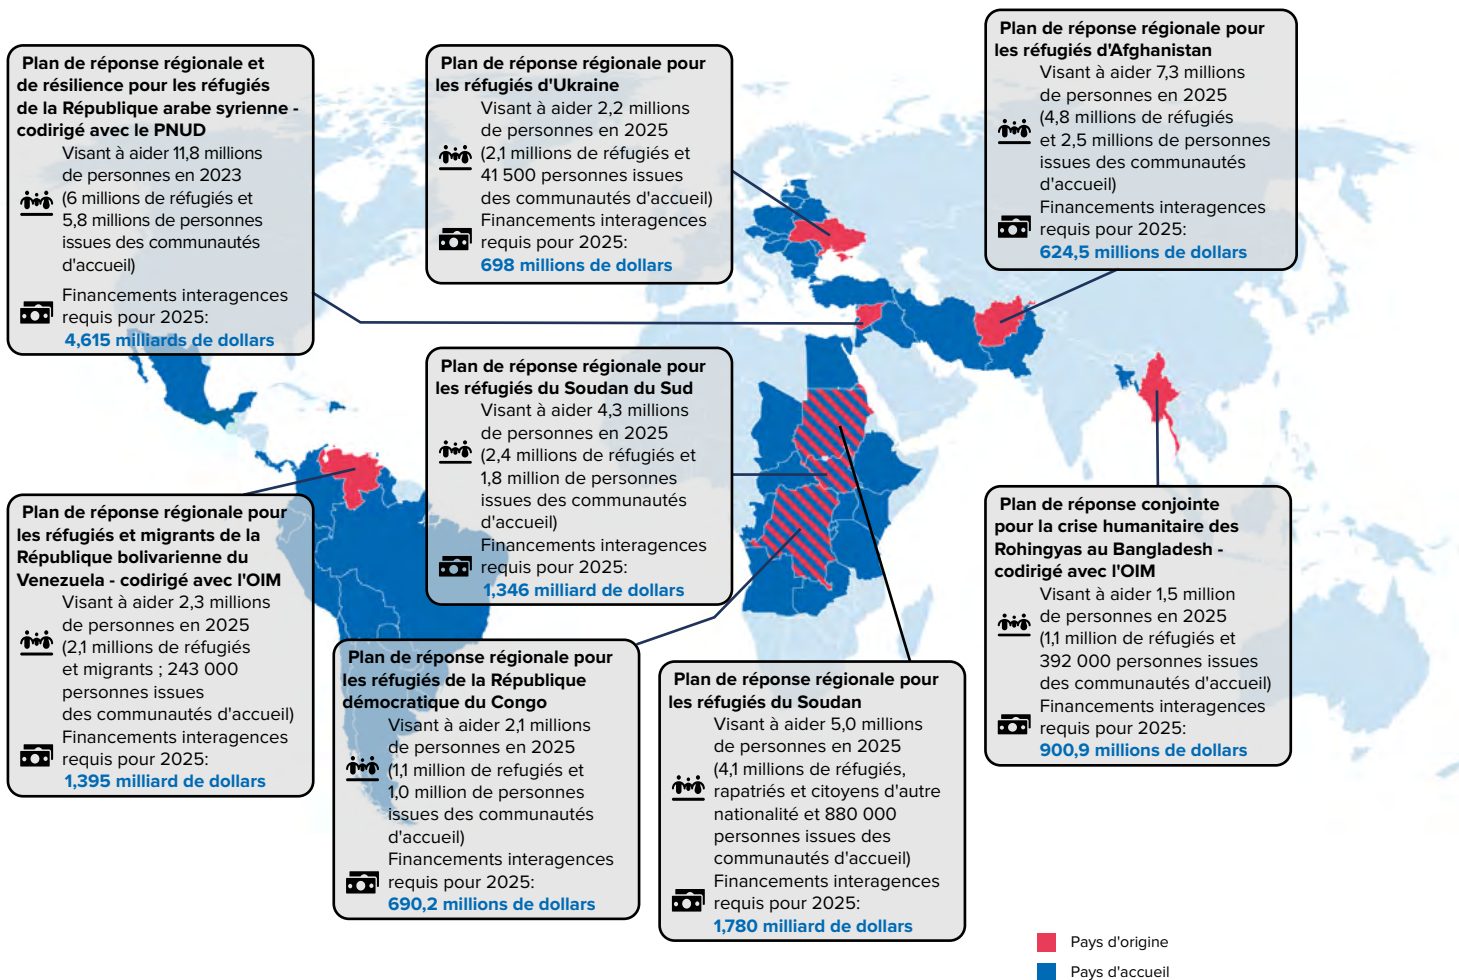 Plan de réponse régionale et
de résilience pour les réfugiés
de la République arabe syrienne -
codirigé avec le PNUD
Visant à aider 11,8 millions
de personnes en 2023
(6 millions de réfugiés et
5,8 millions de personnes
issues des communautés
d'accueil)
Financements interagences
requis pour 2025:
4,615 milliards de dollars
Plan de réponse régionale pour
les réfugiés d'Ukraine
Visant à aider 2,2 millions
de personnes en 2025
(2,1 millions de réfugiés et
41 500 personnes issues
des communautés d'accueil)
Financements interagences
requis pour 2025:
698 millions de dollars
Plan de réponse régionale pour
les réfugiés d'Afghanistan
Visant à aider 7,3 millions
de personnes en 2025
(4,8 millions de réfugiés
et 2,5 millions de personnes
issues des communautés
d'accueil)
Financements interagences
requis pour 2025:
624,5 millions de dollars
Plan de réponse régionale pour
les réfugiés du Soudan du Sud
Visant à aider 4,3 millions
de personnes en 2025
(2,4 millions de réfugiés et
1,8 million de personnes
issues des communautés
d'accueil)
Financements interagences
requis pour 2025:
1,346 milliard de dollars
Plan de réponse régionale pour
les réfugiés et migrants de la
République bolivarienne du
Venezuela - codirigé avec l'OIM
Visant à aider 2,3 millions
de personnes en 2025
(2,1 millions de réfugiés
et migrants ; 243 000
personnes issues
des communautés d'accueil)
Financements interagences
requis pour 2025:
1,395 milliard de dollars
Plan de réponse conjointe
pour la crise humanitaire des
Rohingyas au Bangladesh -
codirigé avec l'OIM
Visant à aider 1,5 million
de personnes en 2025
(1,1 million de réfugiés et
392 000 personnes issues
des communautés d'accueil)
Financements interagences
requis pour 2025:
900,9 millions de dollars
Plan de réponse régionale pour
les réfugiés de la République
démocratique du Congo
Visant à aider 2,1 millions
de personnes en 2025
(1,1 million de refugiés et
1,0 million de personnes
issues des communautés
d'accueil)
Financements interagences
requis pour 2025:
690,2 millions de dollars
Plan de réponse régionale pour
les réfugiés du Soudan
Visant à aider 5,0 millions
de personnes en 2025
(4,1 millions de réfugiés,
rapatriés et citoyens d'autre
nationalité et 880 000
personnes issues des
communautés d'accueil)
Financements interagences
requis pour 2025:
1,780 milliard de dollars
Pays d'origine
Pays d'accueil